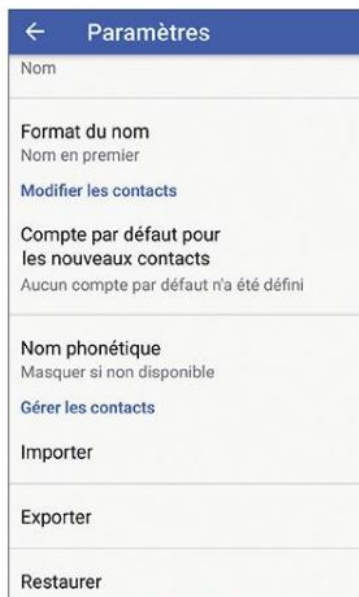 ← Paramètres
Nom
Format du nom
Nom en premier
Modifier les contacts
Compte par défaut pour
les nouveaux contacts
Aucun compte par défaut n'a été défini
Nom phonétique
Masquer si non disponible
Gérer les contacts
Importer
Exporter
Restaurer